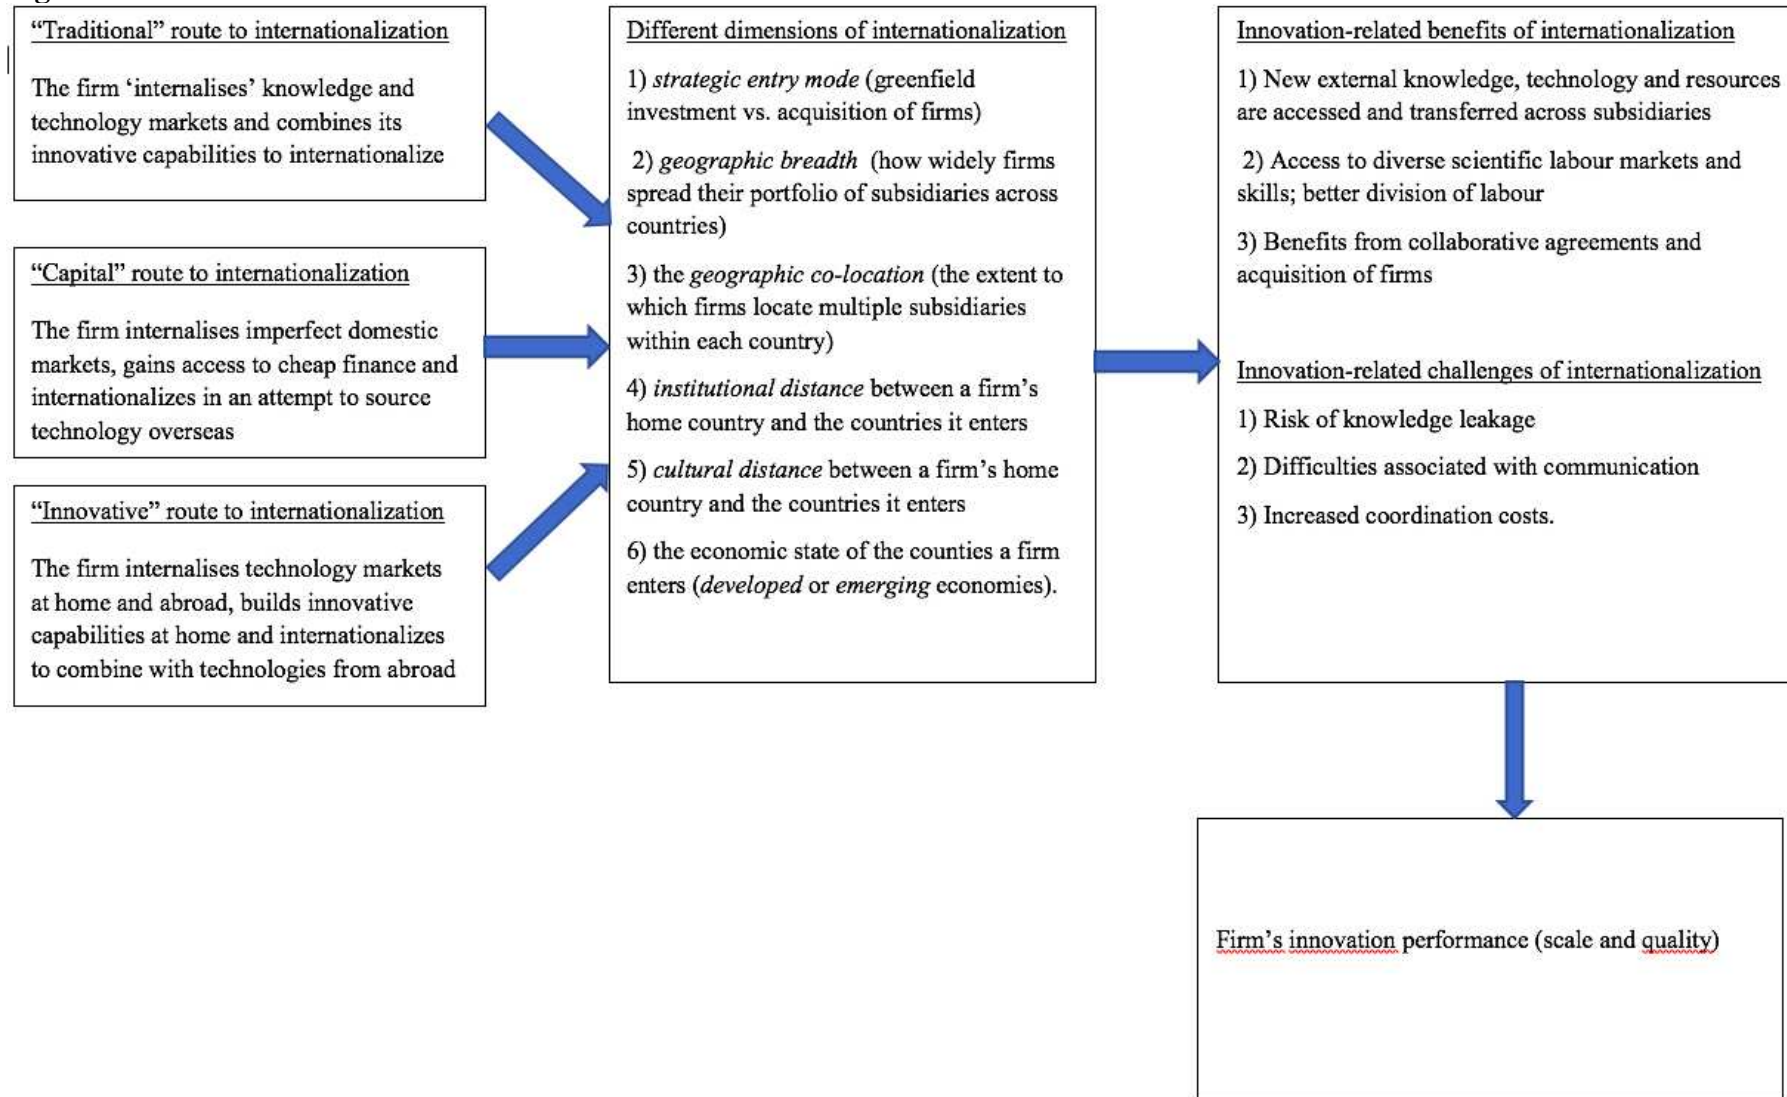 “Traditional” route to internationalization
The firm ‘internalises’ knowledge and
technology markets and combines its
innovative capabilities to internationalize
“Capital” route to internationalization
The firm internalises imperfect domestic
markets, gains access to cheap finance and
internationalizes in an attempt to source
technology overseas
“Innovative” route to internationalization
The firm internalises technology markets
at home and abroad, builds innovative
capabilities at home and internationalizes
to combine with technologies from abroad
Different dimensions of internationalization
1) strategic entry mode (greenfield
investment vs. acquisition of firms)
2) geographic breadth (how widely firms
spread their portfolio of subsidiaries across
countries)
3) the geographic co-location (the extent to
which firms locate multiple subsidiaries
within each country)
4) institutional distance between a firm’s
home country and the countries it enters
5) cultural distance between a firm’s home
country and the countries it enters
6) the economic state of the counties a firm
enters (developed or emerging economies).
Innovation-related benefits of internationalization
1) New external knowledge, technology and resources
are accessed and transferred across subsidiaries
2) Access to diverse scientific labour markets and
skills; better division of labour
3) Benefits from collaborative agreements and
acquisition of firms
Innovation-related challenges of internationalization
1) Risk of knowledge leakage
2) Difficulties associated with communication
3) Increased coordination costs.
Firm’s innovation performance (scale and quality)